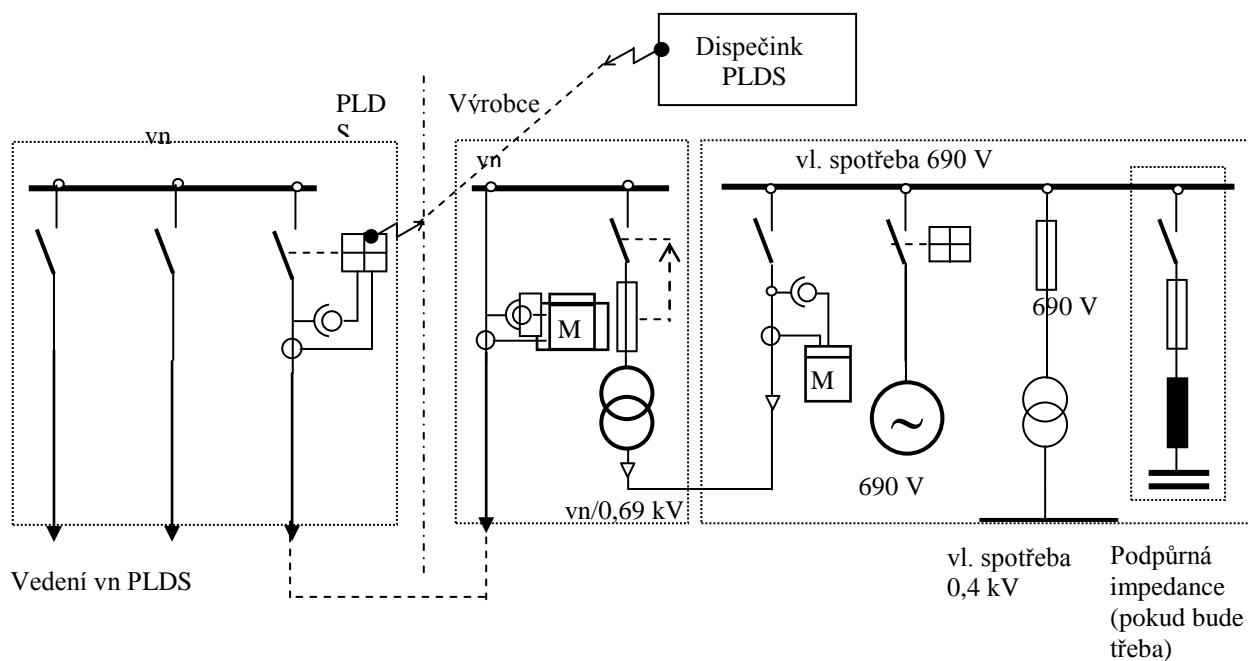 Dispečink
PLDS
PLD
S
Výrobce
vn
vn
vl. spotřeba 690 V
690 V
M
M
690 V
vn/0,69 kV
Vedení vn PLDS
vl. spotřeba
0,4 kV
Podpůrná
impedance
(pokud bude
třeba)